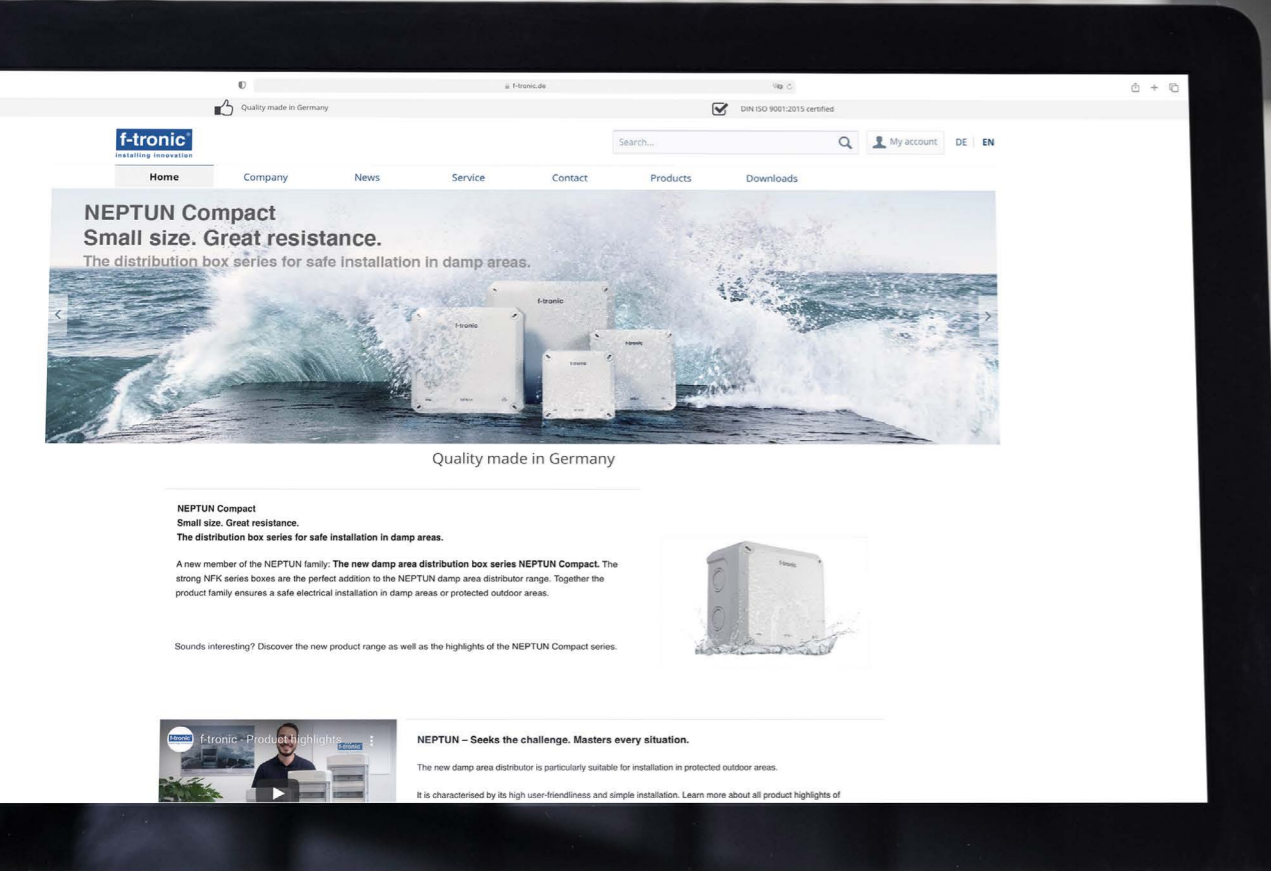 f-tronic.de
Quality made in Germany
DIN ISO 9001:2015 certified
f-tronic®
installing innovation
Search...
My account
DE
EN
Home
Company
News
Service
Contact
Products
Downloads
NEPTUN Compact
Small size. Great resistance.
The distribution box series for safe installation in damp areas.
f-tronic
f-tronic
f-tronic
f-tronic
Quality made in Germany
NEPTUN Compact
Small size. Great resistance.
The distribution box series for safe installation in damp areas.
A new member of the NEPTUN family: The new damp area distribution box series NEPTUN Compact. The
strong NFK series boxes are the perfect addition to the NEPTUN damp area distributor range. Together the
product family ensures a safe electrical installation in damp areas or protected outdoor areas.
f-tronic
Sounds interesting? Discover the new product range as well as the highlights of the NEPTUN Compact series.
f-tronic
f-tronic - Product highlights ...
f-tronic
NEPTUN – Seeks the challenge. Masters every situation.
The new damp area distributor is particularly suitable for installation in protected outdoor areas.
It is characterised by its high user-friendliness and simple installation. Learn more about all product highlights of